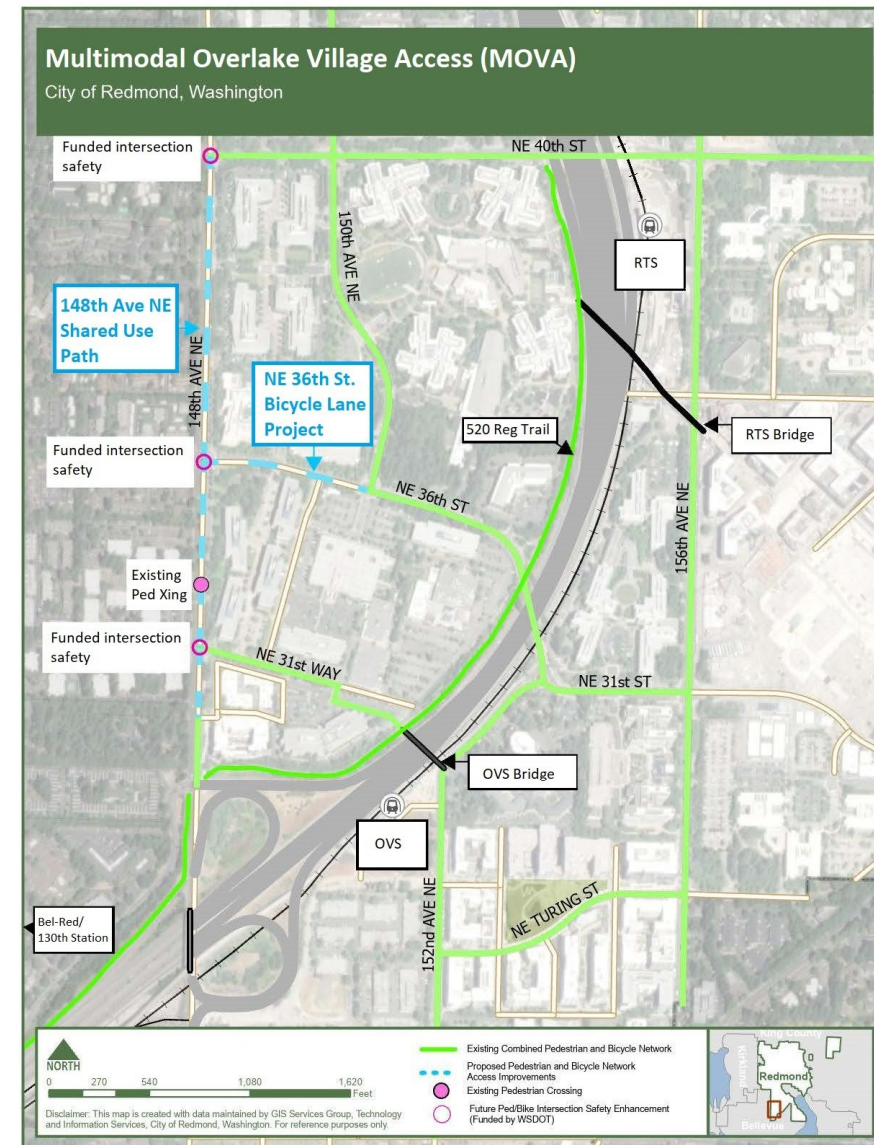 Multimodal Overlake Village Access (MOVA)
City of Redmond, Washington
Funded intersection
safety
NE 40th ST
150th AVE NE
RTS
148th Ave NE
Shared Use
Path
148th AVE NE
NE 36th St.
Bicycle Lane
Project
520 Reg Trail
RTS Bridge
Funded intersection
safety
NE 36th ST
156th AVE NE
Existing
Ped Xing
Funded intersection
safety
NE 31st WAY
NE 31st ST
OVS Bridge
OVS
152nd AVE NE
NE TURING ST
Bel-Red/
130th Station
NORTH
0 270 540 1,080 1,620
Feet
Disclaimer: This map is created with data maintained by GIS Services Group, Technology
and Information Services, City of Redmond, Washington. For reference purposes only.
Existing Combined Pedestrian and Bicycle Network
Proposed Pedestrian and Bicycle Network
Access Improvements
Existing Pedestrian Crossing
Future Ped/Bike Intersection Safety Enhancement
(Funded by WSDOT)
King County
Kirkland
Redmond
Bellevue